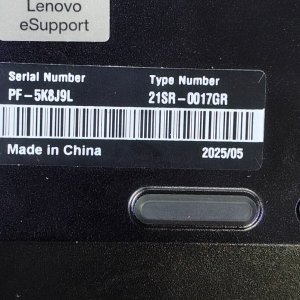 Lenovo
eSupport
Serial Number Type Number
PF-5K8J9L 21SR-0017GR
Made in China 2025/05